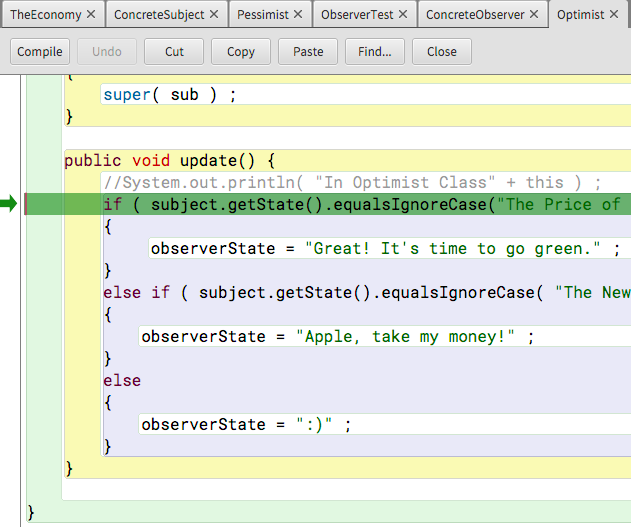 TheEconomy × ConcreteSubject × Pessimist × ObserverTest × ConcreteObserver × Optimist ×
Compile Undo Cut Copy Paste Find... Close
{
super( sub ) ;
}
public void update() {
//System.out.println( "In Optimist Class" + this ) ;
if ( subject.getState().equalsIgnoreCase("The Price of
{
observerState = "Great! It's time to go green." ;
}
else if ( subject.getState().equalsIgnoreCase( "The New
{
observerState = "Apple, take my money!" ;
}
else
{
observerState = ":)" ;
}
}
}